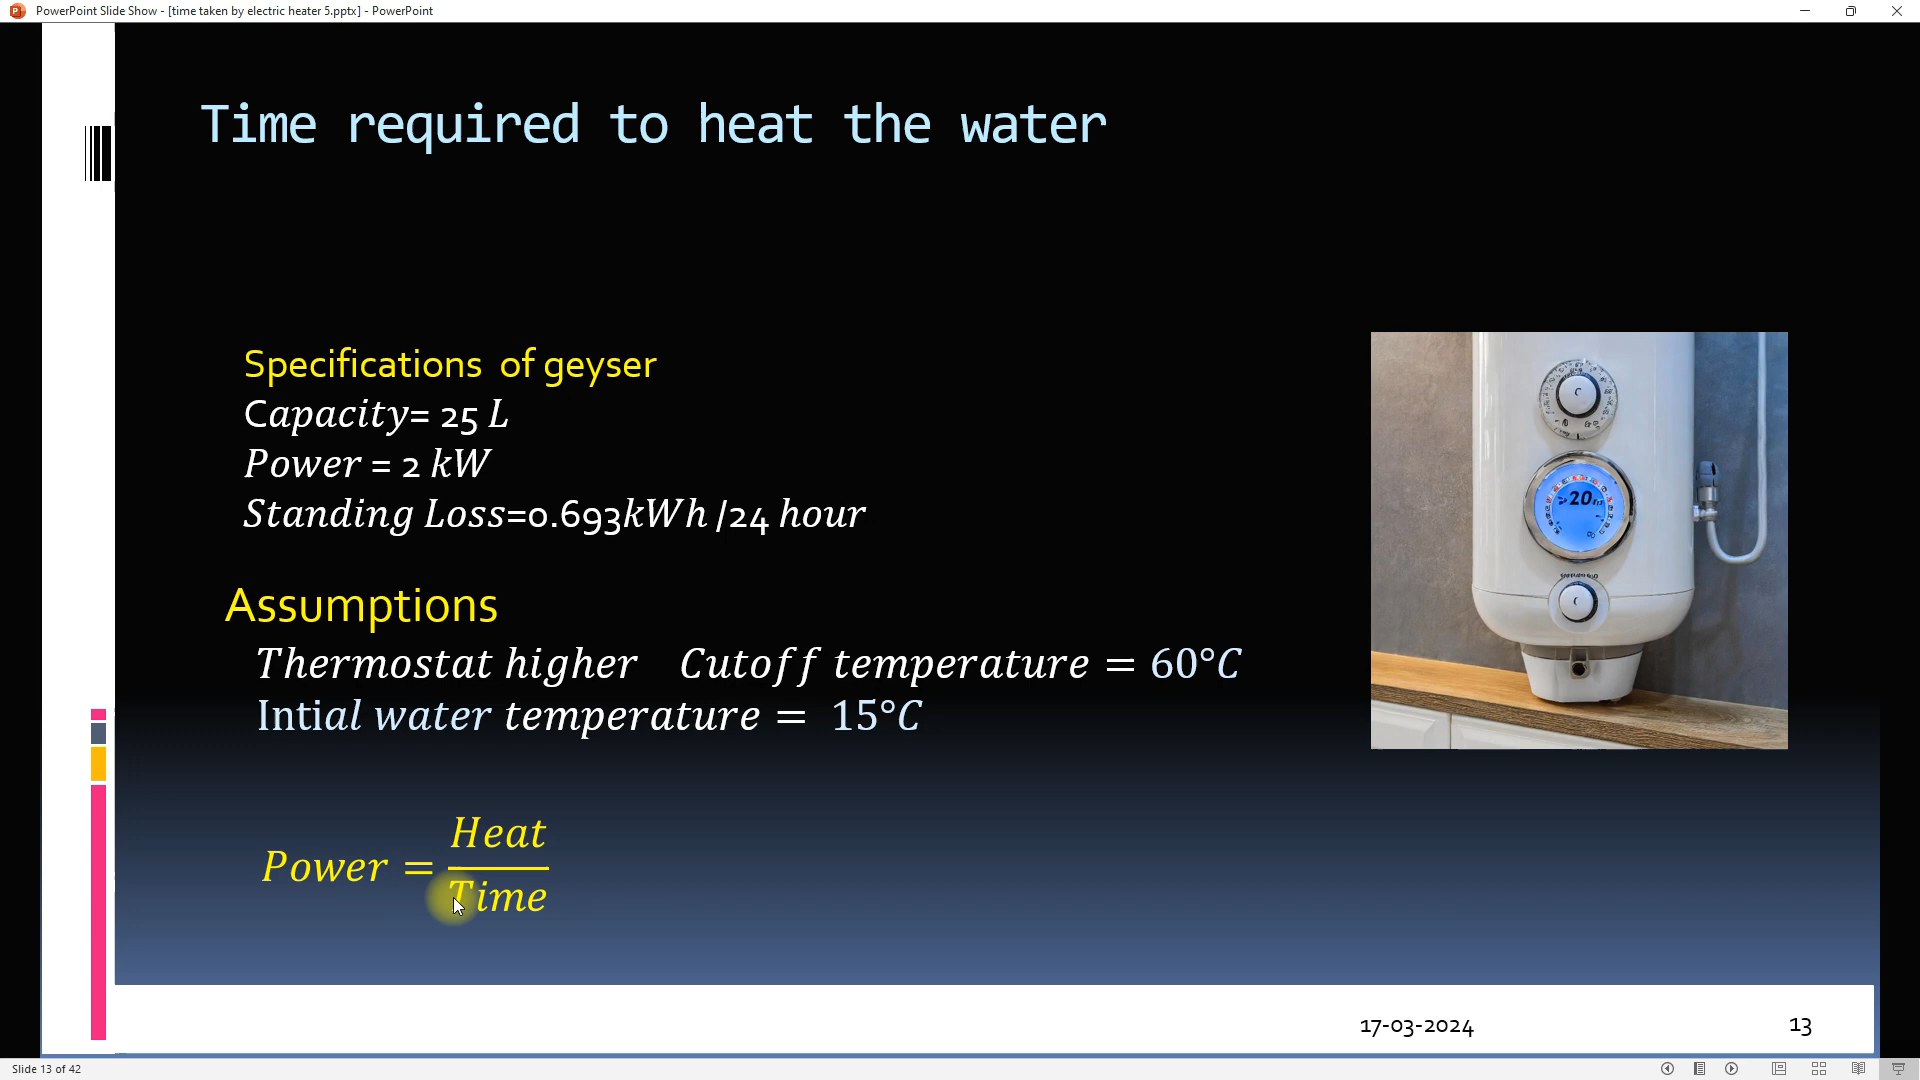 PowerPoint Slide Show - [time taken by electric heater 5.pptx] - PowerPoint
Time required to heat the water
Specifications of geyser
Capacity= 25 L
Power = 2 kW
Standing Loss=0.693kWh /24 hour
Assumptions
Thermostat higher Cutoff temperature = 60°C
Intial water temperature = 15°C
Power = Heat
Time
20
17-03-2024
13
Slide 13 of 42